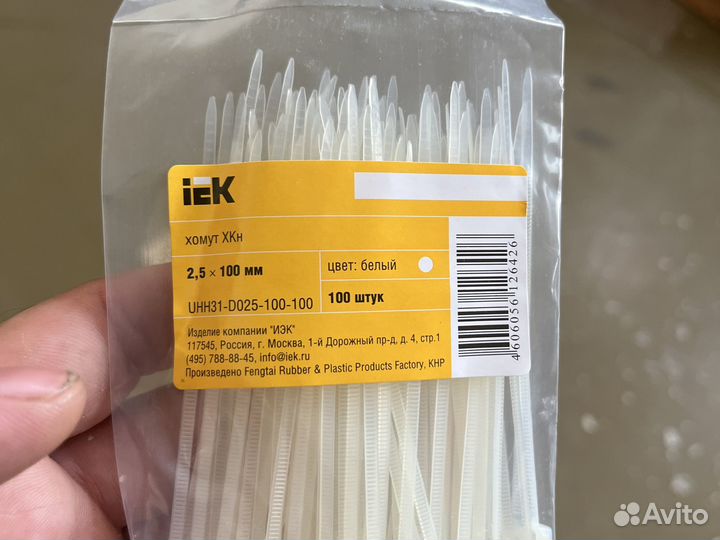 iEK
хомут ХКн
2,5 × 100 мм
цвет: белый
UHH31-D025-100-100
100 штук
Изделие компании "ИЭК"
117545, Россия, г. Москва, 1-й Дорожный пр-д, д. 4, стр.1
(495) 788-88-45, info@iek.ru
Произведено Fengtai Rubber & Plastic Products Factory, КНР
4606056126426
Avito